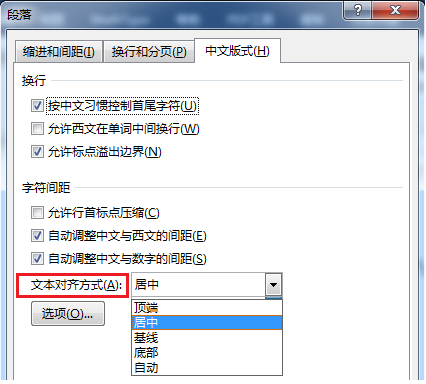 段落
缩进和间距(I) 换行和分页(P) 中文版式(H)
换行
按中文习惯控制首尾字符(U)
允许西文在单词中间换行(W)
允许标点溢出边界(N)
字符间距
允许行首标点压缩(C)
自动调整中文与西文的间距(E)
自动调整中文与数字的间距(S)
文本对齐方式(A): 居中
顶端
居中
基线
底部
自动
选项(O)...